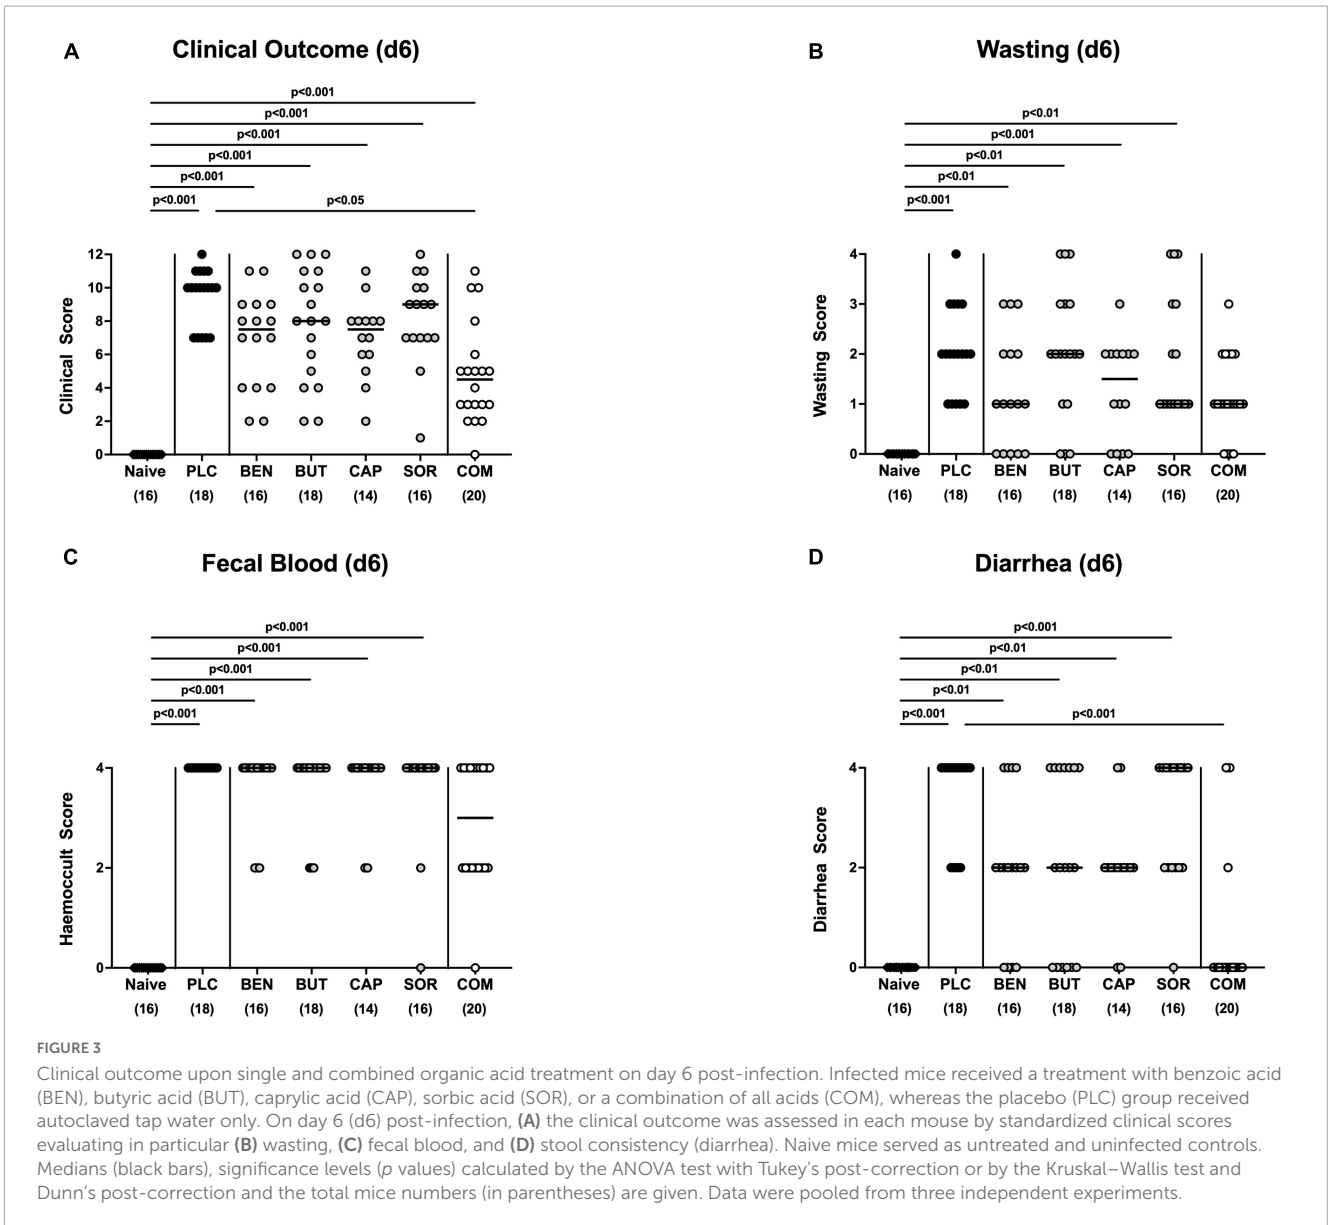 A
Clinical Outcome (d6)
p<0.001
p<0.001
p<0.001
p<0.001
p<0.001
p<0.001
p<0.05
Clinical Score
12
10
8
6
4
2
0
Naive PLC BEN BUT CAP SOR COM
(16) (18) (16) (18) (14) (16) (20)
B
Wasting (d6)
p<0.01
p<0.001
p<0.01
p<0.01
p<0.001
Wasting Score
4
3
2
1
0
Naive PLC BEN BUT CAP SOR COM
(16) (18) (16) (18) (14) (16) (20)
C
Fecal Blood (d6)
p<0.001
p<0.001
p<0.001
p<0.001
p<0.001
Haemoccult Score
4
2
0
Naive PLC BEN BUT CAP SOR COM
(16) (18) (16) (18) (14) (16) (20)
D
Diarrhea (d6)
p<0.001
p<0.01
p<0.01
p<0.01
p<0.001
p<0.001
Diarrhea Score
4
2
0
Naive PLC BEN BUT CAP SOR COM
(16) (18) (16) (18) (14) (16) (20)
FIGURE 3
Clinical outcome upon single and combined organic acid treatment on day 6 post-infection. Infected mice received a treatment with benzoic acid
(BEN), butyric acid (BUT), caprylic acid (CAP), sorbic acid (SOR), or a combination of all acids (COM), whereas the placebo (PLC) group received
autoclaved tap water only. On day 6 (d6) post-infection, (A) the clinical outcome was assessed in each mouse by standardized clinical scores
evaluating in particular (B) wasting, (C) fecal blood, and (D) stool consistency (diarrhea). Naive mice served as untreated and uninfected controls.
Medians (black bars), significance levels (p values) calculated by the ANOVA test with Tukey's post-correction or by the Kruskal–Wallis test and
Dunn's post-correction and the total mice numbers (in parentheses) are given. Data were pooled from three independent experiments.